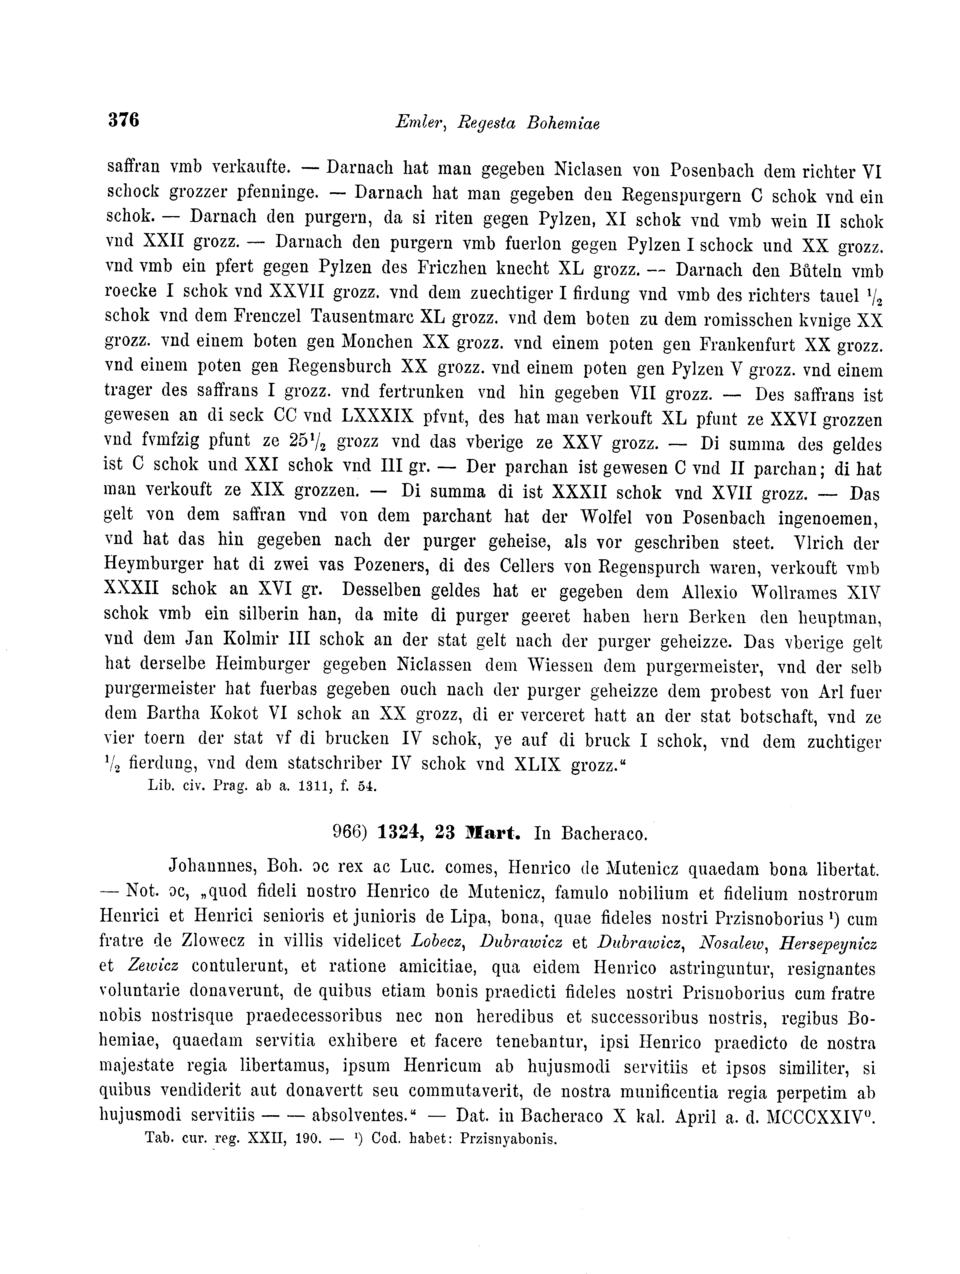 376 Emler, Regesta Bohemiae
saffran vmb verkaufte. — Darnach hat man gegeben Niclasen von Posenbach dem richter VI
schock grozzer pfenninge. — Darnach hat man gegeben den Regenspurgern C schok vnd ein
schok. — Darnach den purgern, da si riten gegen Pylzen, XI schok vnd vmb wein II schok
vnd XXII grozz. — Darnach den purgern vmb fuerlon gegen Pylzen I schock und XX grozz.
vnd vmb ein pfert gegen Pylzen des Friczhen knecht XL grozz. — Darnach den Bůteln vmb
roecke I schok vnd XXVII grozz. vnd dem zuechtiger I firdung vnd vmb des richters tauel ½
schok vnd dem Frenczel Tausentmarc XL grozz. vnd dem boten zu dem romisschen kvnige XX
grozz. vnd einem boten gen Monchen XX grozz. vnd einem poten gen Frankenfurt XX grozz.
vnd einem poten gen Regensburch XX grozz. vnd einem poten gen Pylzen V grozz. vnd einem
trager des saffrans I grozz. vnd fertrunken vnd hin gegeben VII grozz. — Des saffrans ist
gewesen an di seck CC vnd LXXXIX pfvnt, des hat man verkouft XL pfunt ze XXVI grozzen
vnd fvmfzig pfunt ze 25½ grozz vnd das vberige ze XXV grozz. — Di summa des geldes
ist C schok und XXI schok vnd III gr. — Der parchan ist gewesen C vnd II parchan; di hat
man verkouft ze XIX grozzen. — Di summa di ist XXXII schok vnd XVII grozz. — Das
gelt von dem saffran vnd von dem parchant hat der Wolfel von Posenbach ingenoemen,
vnd hat das hin gegeben nach der purger geheise, als vor geschriben steet. Vlrich der
Heymburger hat di zwei vas Pozeners, di des Cellers von Regenspurch waren, verkouft vmb
XXXII schok an XVI gr. Desselben geldes hat er gegeben dem Allexio Wollrames XIV
schok vmb ein silberin han, da mite di purger geeret haben hern Berken den heuptman,
vnd dem Jan Kolmir III schok an der stat gelt nach der purger geheizze. Das vberige gelt
hat derselbe Heimburger gegeben Niclassen dem Wiessen dem purgermeister, vnd der selb
purgermeister hat fuerbas gegeben ouch nach der purger geheizze dem probest von Arl fuer
dem Bartha Kokot VI schok an XX grozz, di er verceret hatt an der stat botschaft, vnd ze
vier toern der stat vf di brucken IV schok, ye auf di bruck I schok, vnd dem zuchtiger
½ fierdung, vnd dem statschriber IV schok vnd XLIX grozz.“
Lib. civ. Prag. ab a. 1311, f. 54.
966) 1324, 23 Mart. In Bacheraco.
Johannnes, Boh. ɔc rex ac Luc. comes, Henrico de Mutenicz quaedam bona libertat.
— Not. ɔc, „quod fideli nostro Henrico de Mutenicz, famulo nobilium et fidelium nostrorum
Henrici et Henrici senioris et junioris de Lipa, bona, quae fideles nostri Przisnoborius ¹) cum
fratre de Zlowecz in villis videlicet Lobecz, Dubrawicz et Dubrawicz, Nosalew, Hersepeynicz
et Zewicz contulerunt, et ratione amicitiae, qua eidem Henrico astringuntur, resignantes
voluntarie donaverunt, de quibus etiam bonis praedicti fideles nostri Prisnoborius cum fratre
nobis nostrisque praedecessoribus nec non heredibus et successoribus nostris, regibus Bo-
hemiae, quaedam servitia exhibere et facere tenebantur, ipsi Henrico praedicto de nostra
majestate regia libertamus, ipsum Henricum ab hujusmodi servitiis et ipsos similiter, si
quibus vendiderit aut donavertt seu commutaverit, de nostra munificentia regia perpetim ab
hujusmodi servitiis — — absolventes.“ — Dat. in Bacheraco X kal. April a. d. MCCCXXIVº.
Tab. cur. reg. XXII, 190. — ¹) Cod. habet: Przisnyabonis.